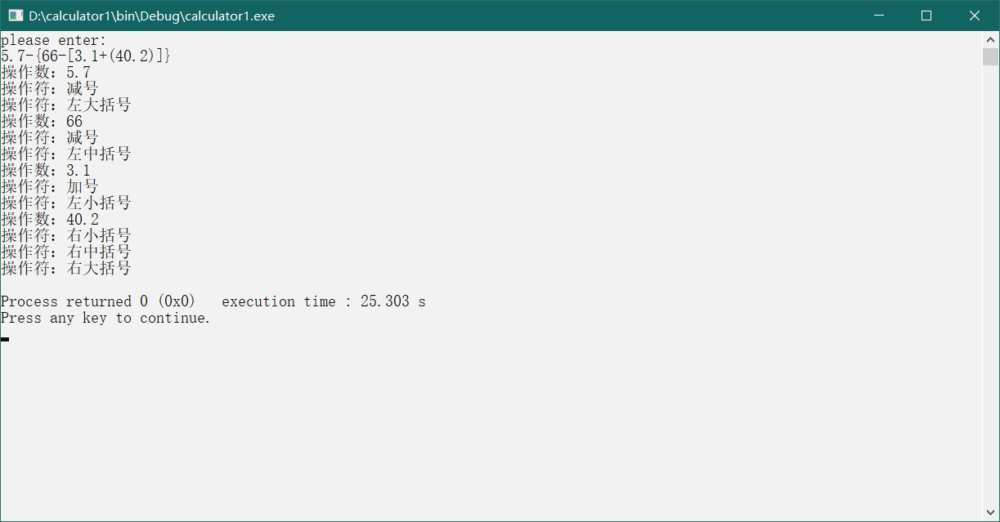 D:\calculator1\bin\Debug\calculator1.exe
please enter:
5.7-{66-[3.1+(40.2)]}
操作数：5.7
操作符：减号
操作符：左大括号
操作数：66
操作符：减号
操作符：左中括号
操作数：3.1
操作符：加号
操作符：左小括号
操作数：40.2
操作符：右小括号
操作符：右中括号
操作符：右大括号
Process returned 0 (0x0)   execution time : 25.303 s
Press any key to continue.